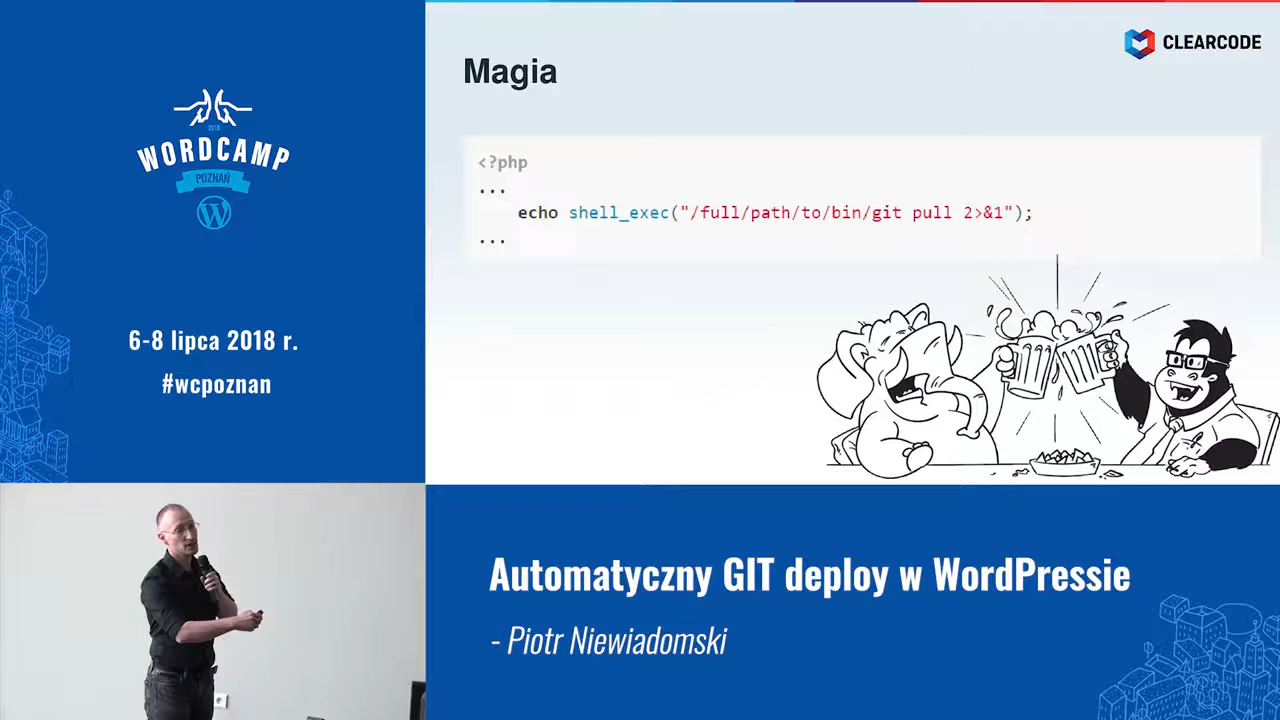 2018
WORDCAMP
POZNAŃ
6-8 lipca 2018 r.
#wcpoznan
CLEARCODE
Magia
<?php
...
echo shell_exec("/full/path/to/bin/git pull 2>&1");
...
Automatyczny GIT deploy w WordPressie
- Piotr Niewiadomski